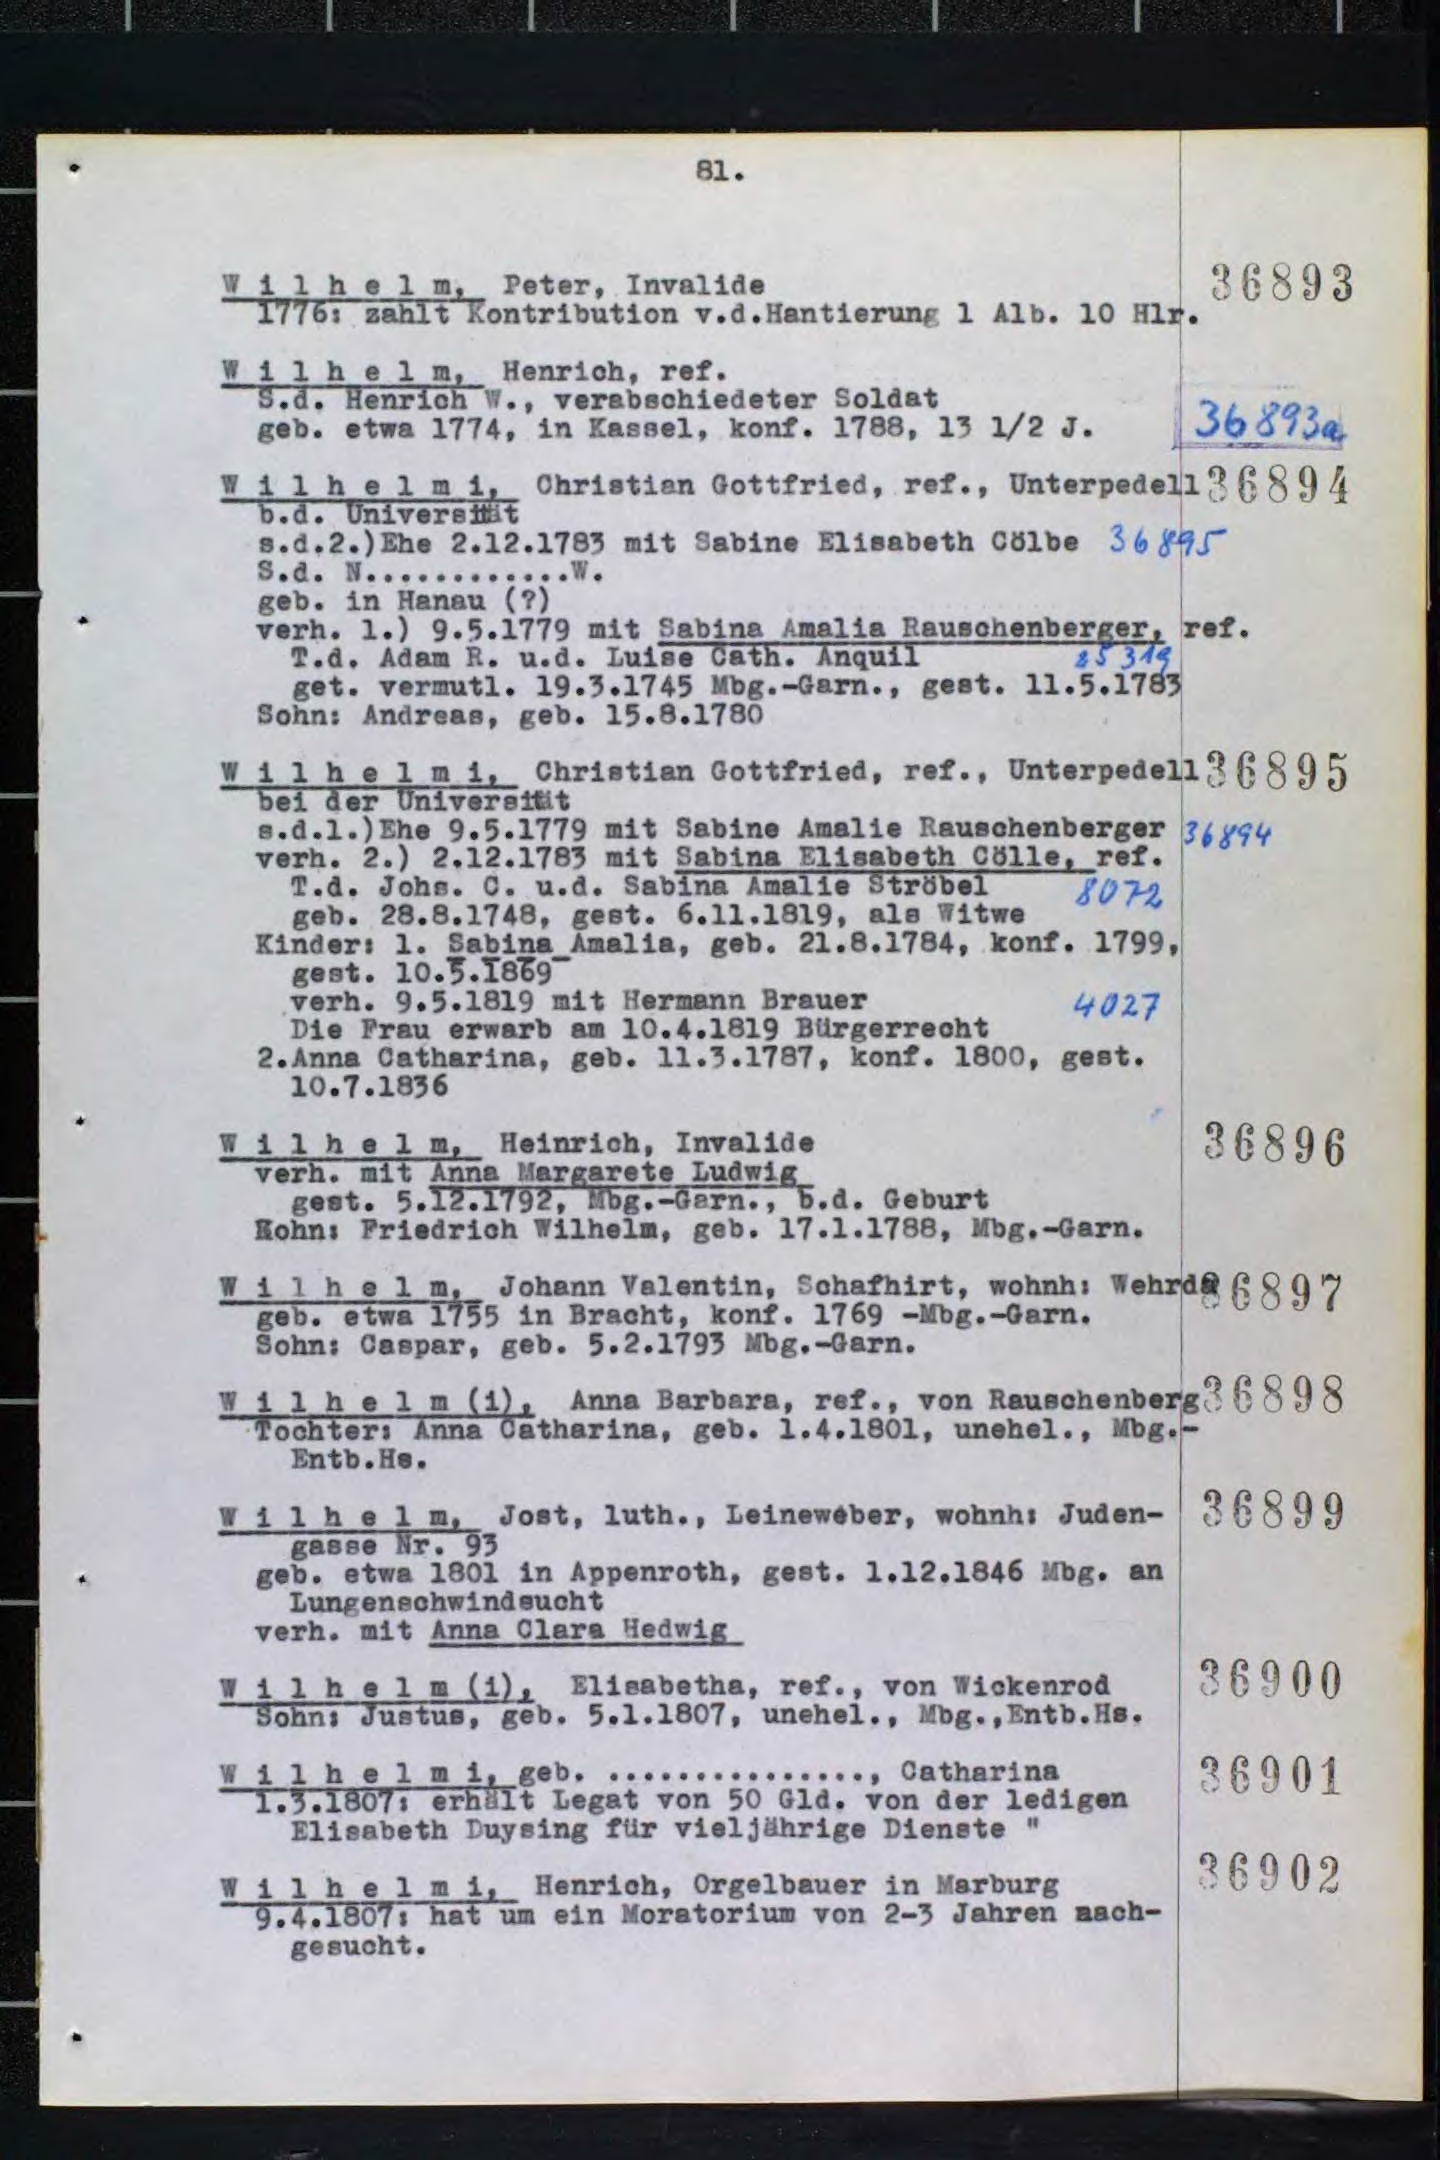 81.
W i l h e l m, Peter, Invalide 36893
1776: zahlt Kontribution v.d.Hantierung 1 Alb. 10 Hlr.
W i l h e l m, Henrich, ref.
S.d. Henrich W., verabschiedeter Soldat
geb. etwa 1774, in Kassel, konf. 1788, 13 1/2 J. 36893a
W i l h e l m i, Christian Gottfried, ref., Unterpedell 36894
b.d. Universität
s.d.2.)Ehe 2.12.1783 mit Sabine Elisabeth Cölbe 36895
S.d. N............W.
geb. in Hanau (?)
verh. 1.) 9.5.1779 mit Sabina Amalia Rauschenberger, ref.
T.d. Adam R. u.d. Luise Cath. Anquil 25319
get. vermutl. 19.3.1745 Mbg.-Garn., gest. 11.5.1783
Sohn: Andreas, geb. 15.8.1780
W i l h e l m i, Christian Gottfried, ref., Unterpedell 36895
bei der Universität
s.d.1.)Ehe 9.5.1779 mit Sabine Amalie Rauschenberger 36894
verh. 2.) 2.12.1783 mit Sabina Elisabeth Cölle, ref.
T.d. Johs. C. u.d. Sabina Amalie Ströbel 8072
geb. 28.8.1748, gest. 6.11.1819, als Witwe
Kinder: 1. Sabina Amalia, geb. 21.8.1784, konf. 1799,
gest. 10.5.1869
verh. 9.5.1819 mit Hermann Brauer 4027
Die Frau erwarb am 10.4.1819 Bürgerrecht
2.Anna Catharina, geb. 11.3.1787, konf. 1800, gest.
10.7.1836
W i l h e l m, Heinrich, Invalide 36896
verh. mit Anna Margarete Ludwig
gest. 5.12.1792, Mbg.-Garn., b.d. Geburt
Sohn: Friedrich Wilhelm, geb. 17.1.1788, Mbg.-Garn.
W i l h e l m, Johann Valentin, Schafhirt, wohnh: Wehrda 36897
geb. etwa 1755 in Bracht, konf. 1769 -Mbg.-Garn.
Sohn: Caspar, geb. 5.2.1793 Mbg.-Garn.
W i l h e l m (i), Anna Barbara, ref., von Rauschenberg 36898
Tochter: Anna Catharina, geb. 1.4.1801, unehel., Mbg.-
Entb.Hs.
W i l h e l m, Jost, luth., Leineweber, wohnh: Juden- 36899
gasse Nr. 93
geb. etwa 1801 in Appenroth, gest. 1.12.1846 Mbg. an
Lungenschwindsucht
verh. mit Anna Clara Hedwig
W i l h e l m (i), Elisabetha, ref., von Wickenrod 36900
Sohn: Justus, geb. 5.1.1807, unehel., Mbg.,Entb.Hs.
W i l h e l m i, geb. ..............., Catharina 36901
1.3.1807: erhält Legat von 50 Gld. von der ledigen
Elisabeth Duysing für vieljährige Dienste "
W i l h e l m i, Henrich, Orgelbauer in Marburg 36902
9.4.1807: hat um ein Moratorium von 2-3 Jahren nach-
gesucht.